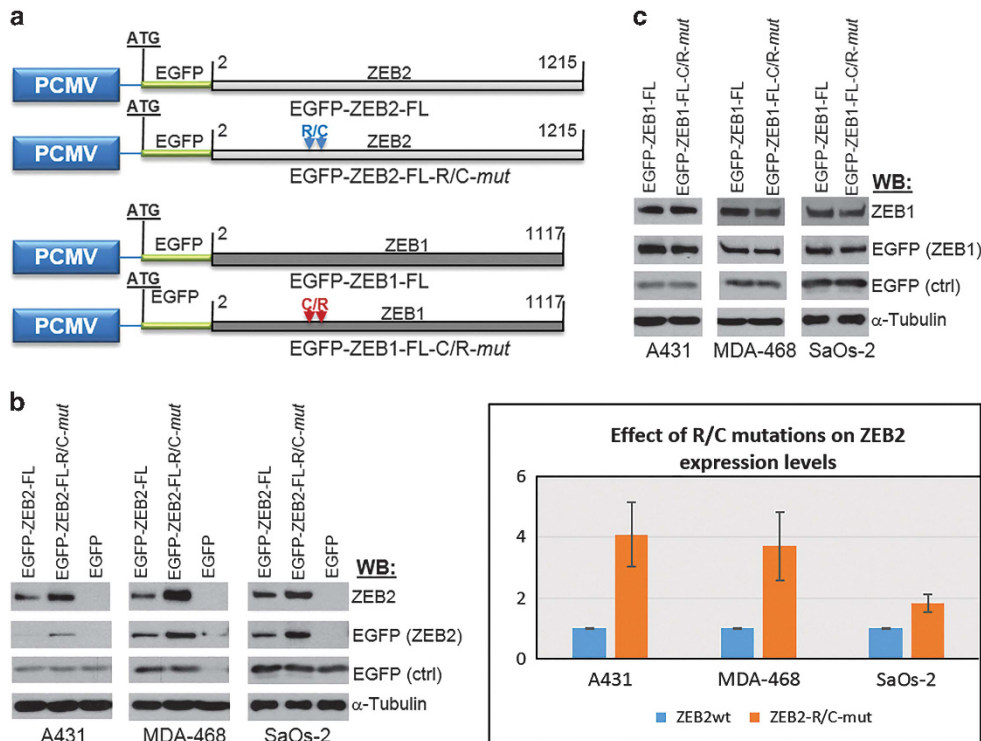 a
ATG
PCMV
EGFP
2
ZEB2
1215
EGFP-ZEB2-FL
ATG
PCMV
EGFP
2
R/C
ZEB2
1215
EGFP-ZEB2-FL-R/C-mut
ATG
PCMV
EGFP
2
ZEB1
1117
EGFP-ZEB1-FL
ATG
PCMV
EGFP
2
C/R
ZEB1
1117
EGFP-ZEB1-FL-C/R-mut
c
EGFP-ZEB1-FL
EGFP-ZEB1-FL-C/R-mut
EGFP-ZEB1-FL
EGFP-ZEB1-FL-C/R-mut
EGFP-ZEB1-FL
EGFP-ZEB1-FL-C/R-mut
WB:
ZEB1
EGFP (ZEB1)
EGFP (ctrl)
α-Tubulin
A431 MDA-468 SaOs-2
b
EGFP-ZEB2-FL
EGFP-ZEB2-FL-R/C-mut
EGFP
EGFP-ZEB2-FL
EGFP-ZEB2-FL-R/C-mut
EGFP
EGFP-ZEB2-FL
EGFP-ZEB2-FL-R/C-mut
EGFP
WB:
ZEB2
EGFP (ZEB2)
EGFP (ctrl)
α-Tubulin
A431 MDA-468 SaOs-2
Effect of R/C mutations on ZEB2
expression levels
6
4
2
0
A431 MDA-468 SaOs-2
ZEB2wt ZEB2-R/C-mut